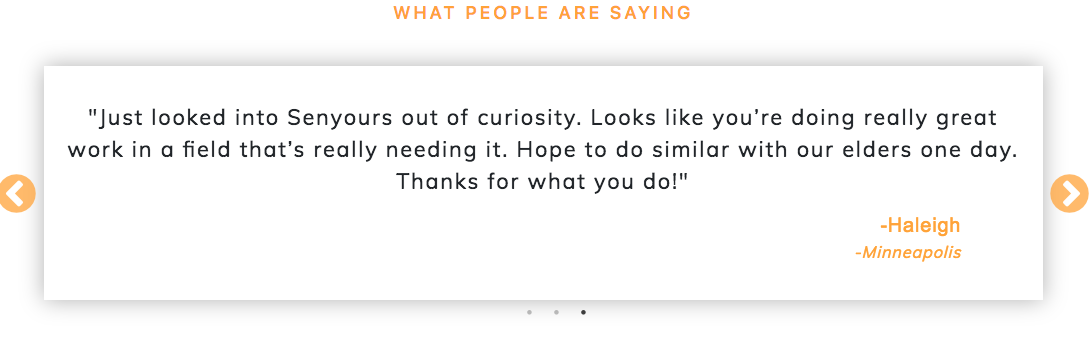 WHAT PEOPLE ARE SAYING
"Just looked into Senyours out of curiosity. Looks like you’re doing really great
work in a field that’s really needing it. Hope to do similar with our elders one day.
Thanks for what you do!"
-Haleigh
-Minneapolis